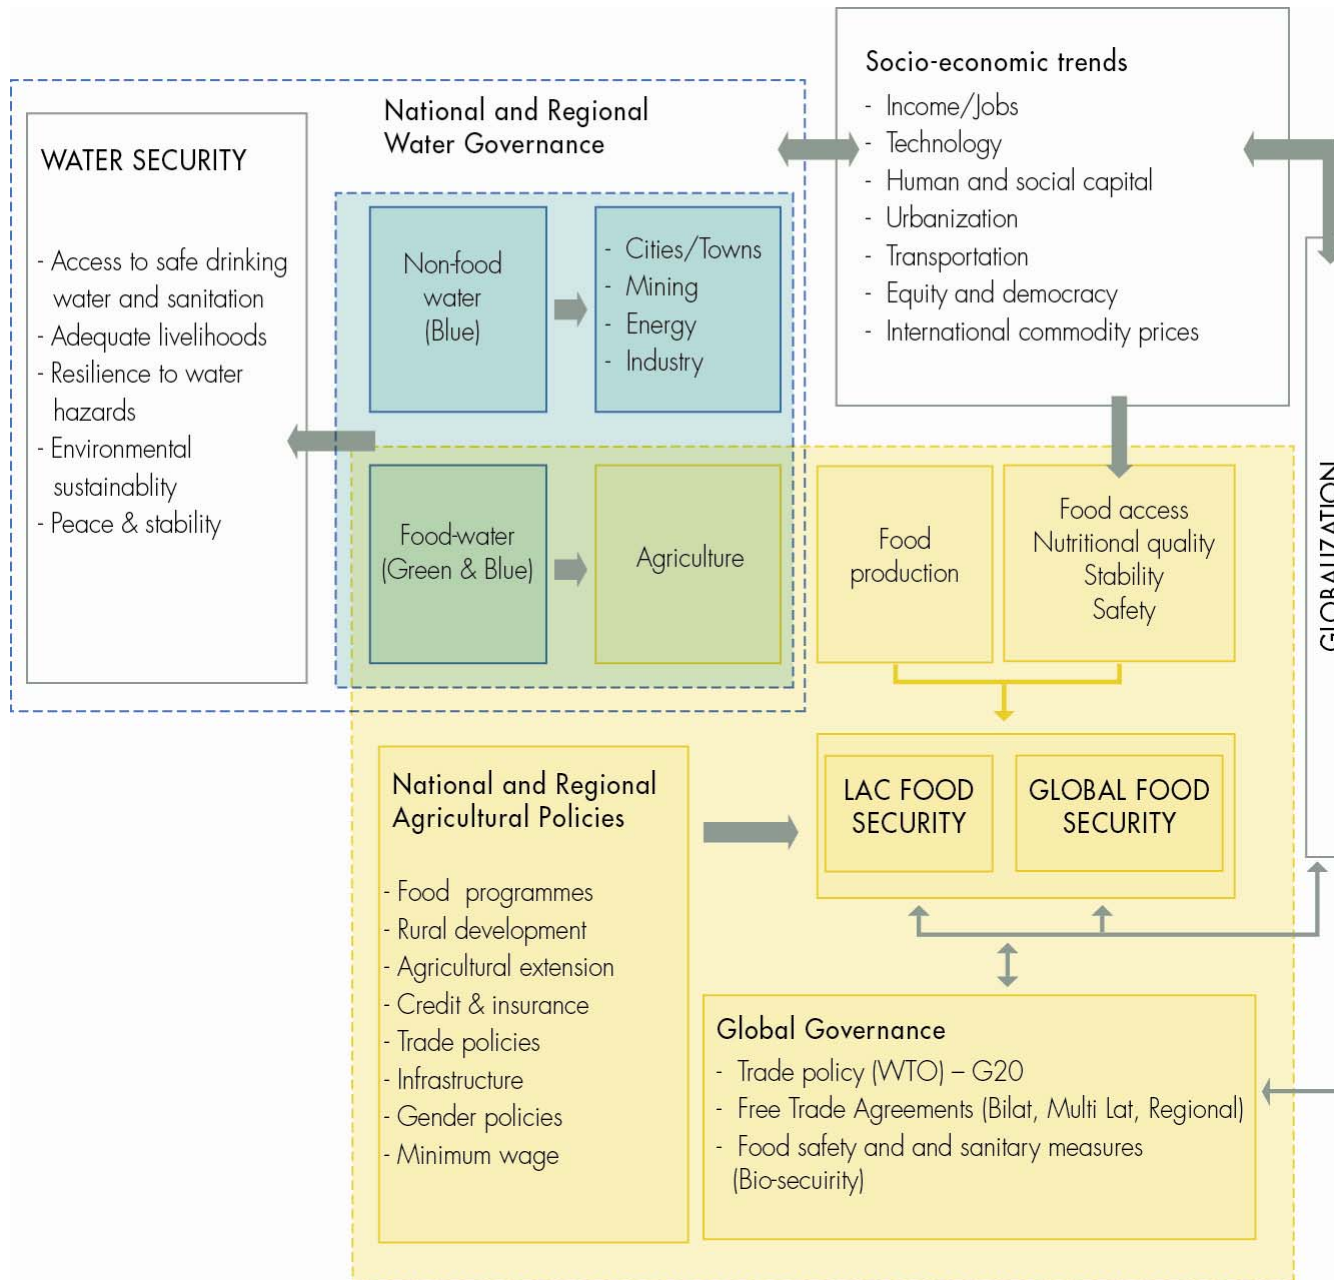 Socio-economic trends
- Income/Jobs
- Technology
- Human and social capital
- Urbanization
- Transportation
- Equity and democracy
- International commodity prices
National and Regional
Water Governance
WATER SECURITY
- Access to safe drinking
water and sanitation
- Adequate livelihoods
- Resilience to water
hazards
- Environmental
sustainablity
- Peace & stability
Non-food
water
(Blue)
- Cities/Towns
- Mining
- Energy
- Industry
Food-water
(Green & Blue)
Agriculture
Food
production
Food access
Nutritional quality
Stability
Safety
GLOBALIZATION
National and Regional
Agricultural Policies
- Food programmes
- Rural development
- Agricultural extension
- Credit & insurance
- Trade policies
- Infrastructure
- Gender policies
- Minimum wage
LAC FOOD
SECURITY
GLOBAL FOOD
SECURITY
Global Governance
- Trade policy (WTO) – G20
- Free Trade Agreements (Bilat, Multi Lat, Regional)
- Food safety and and sanitary measures
(Bio-secuirity)